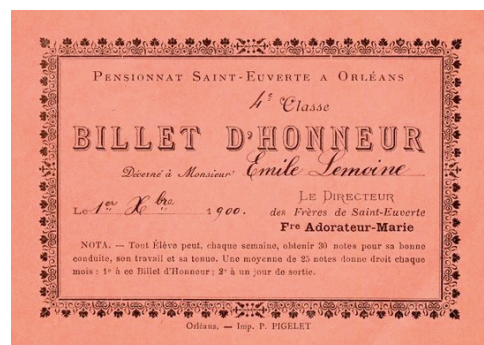 PENSIONNAT SAINT-EUVERTE A ORLÉANS
4e Classe
BILLET D'HONNEUR
Décerné à Monsieur Emile Lemoine
Le 1er Xbre 1900.
LE DIRECTEUR
des Frères de Saint-Euverte
Fre Adorateur-Marie
NOTA. — Tout Élève peut, chaque semaine, obtenir 30 notes pour sa bonne
conduite, son travail et sa tenue. Une moyenne de 25 notes donne droit chaque
mois : 1o à ce Billet d'Honneur ; 2o à un jour de sortie.
Orléans. — Imp. P. PIGELET